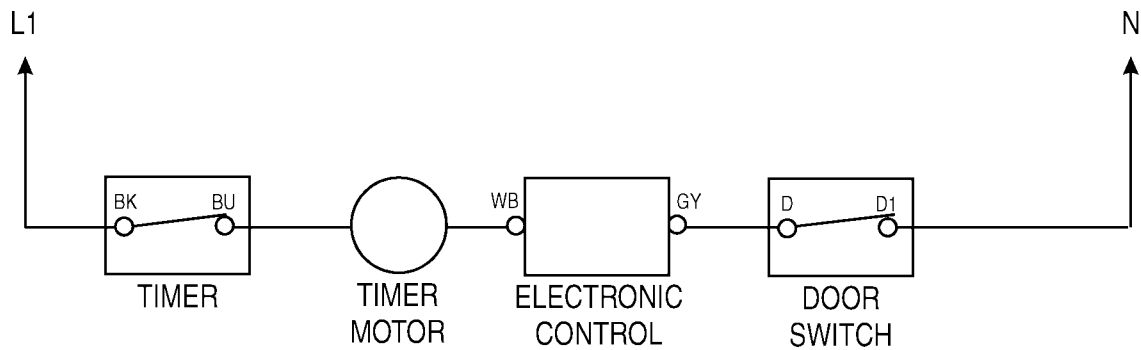 L1
N
BK
BU
WB
GY
D
D1
TIMER
TIMER
MOTOR
ELECTRONIC
CONTROL
DOOR
SWITCH